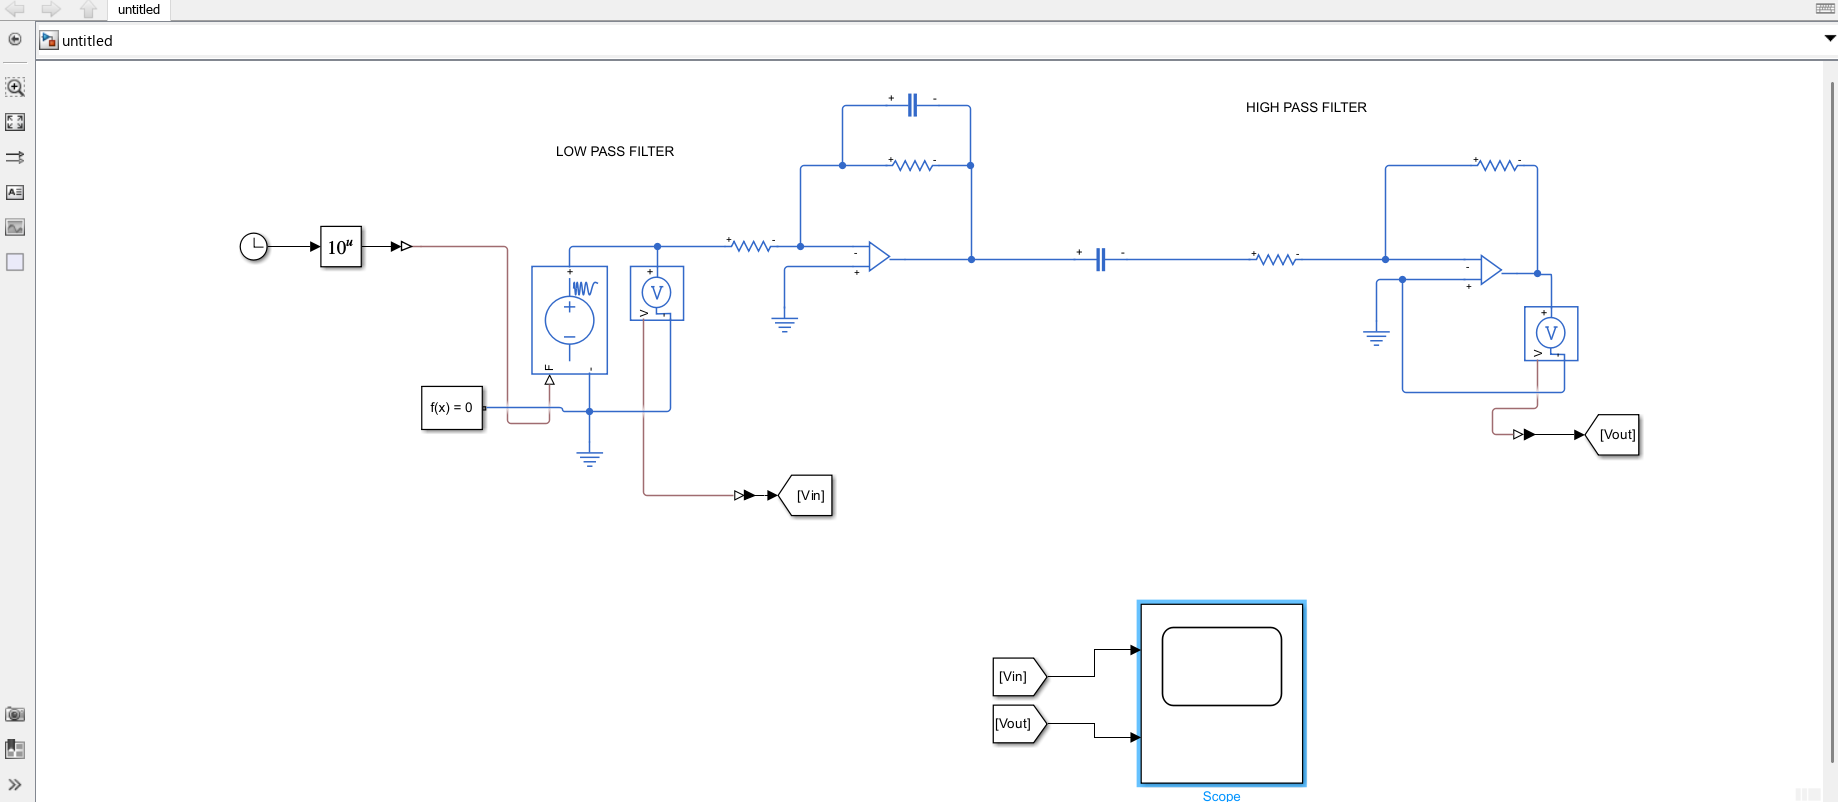 untitled
untitled
HIGH PASS FILTER
LOW PASS FILTER
+ -
+ -
+ -
10^u
+ -
- +
+ -
+ -
- +
+
V
V
-
+
F
-
+
V
V
-
+
V
V
-
f(x) = 0
[Vout]
[Vin]
[Vin]
[Vout]
Scope